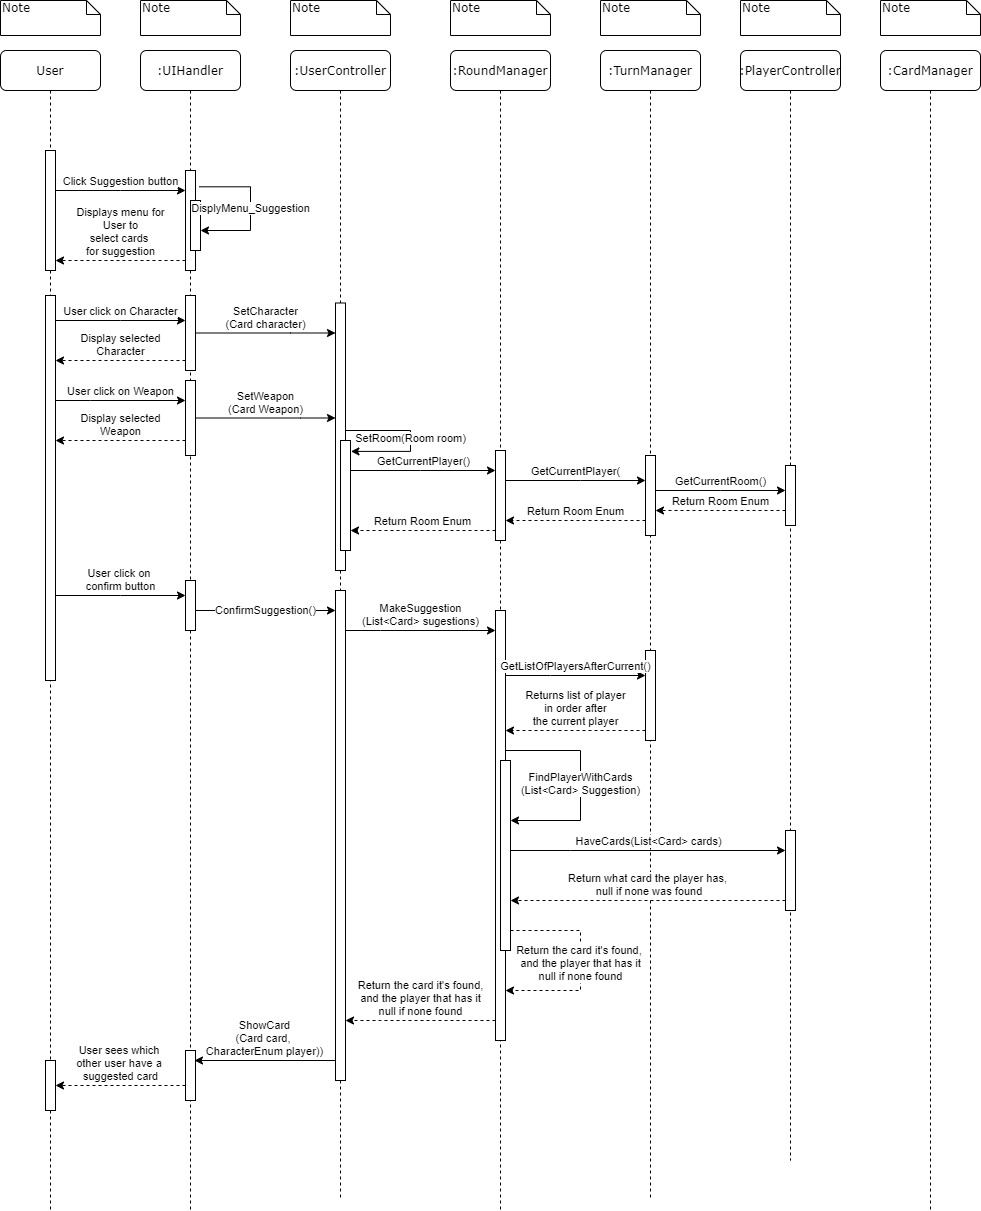 Note
Note
Note
Note
Note
Note
Note
User
:UIHandler
:UserController
:RoundManager
:TurnManager
:PlayerController
:CardManager
Click Suggestion button
DisplyMenu_Suggestion
Displays menu for
User to
select cards
for suggestion
User click on Character
SetCharacter
(Card character)
Display selected
Character
User click on Weapon
SetWeapon
(Card Weapon)
Display selected
Weapon
SetRoom(Room room)
GetCurrentPlayer()
GetCurrentPlayer(
GetCurrentRoom()
Return Room Enum
Return Room Enum
Return Room Enum
User click on
confirm button
ConfirmSuggestion()
MakeSuggestion
(List<Card> sugestions)
GetListOfPlayersAfterCurrent()
Returns list of player
in order after
the current player
FindPlayerWithCards
(List<Card> Suggestion)
HaveCards(List<Card> cards)
Return what card the player has,
null if none was found
Return the card it's found,
and the player that has it
null if none found
Return the card it's found,
and the player that has it
null if none found
ShowCard
(Card card,
CharacterEnum player))
User sees which
other user have a
suggested card